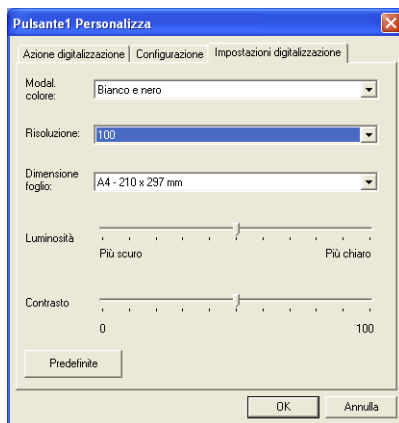 Pulsante1 Personalizza
Azione digitalizzazione Configurazione Impostazioni digitalizzazione
Modal. colore: Bianco e nero
Risoluzione: 100
Dimensione foglio: A4 - 210 x 297 mm
Luminosità
Più scuro Più chiaro
Contrasto
0 100
Predefinite
OK Annulla